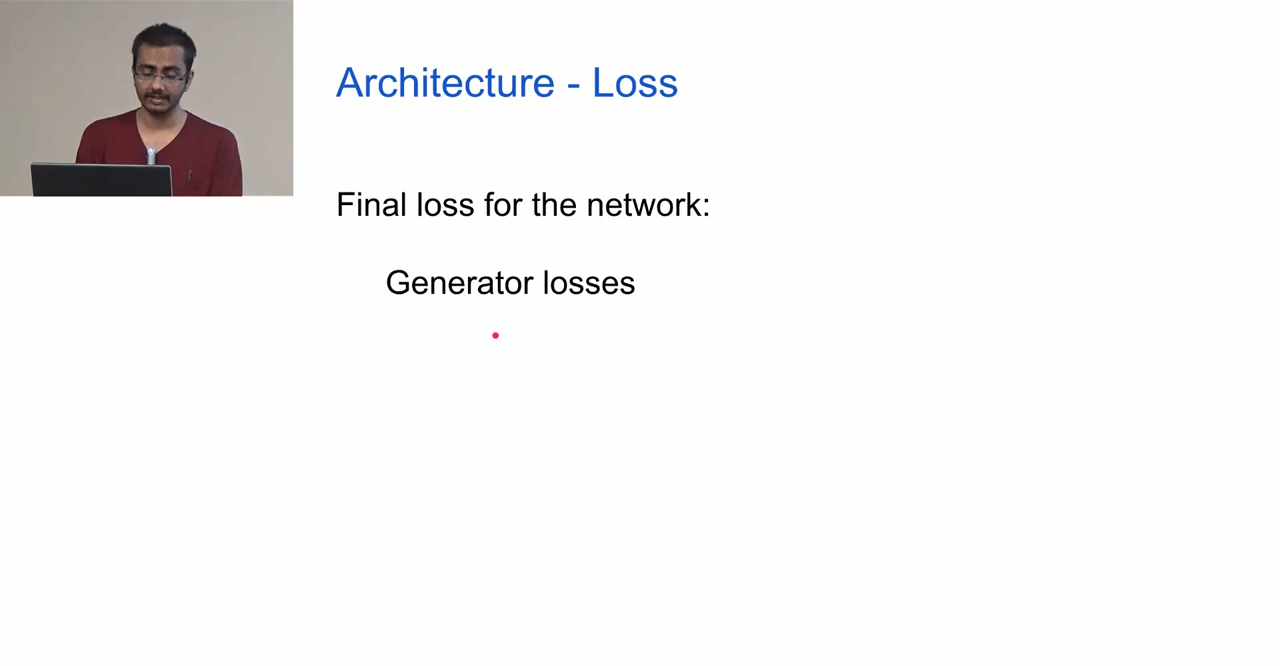 Architecture - Loss
Final loss for the network:
Generator losses